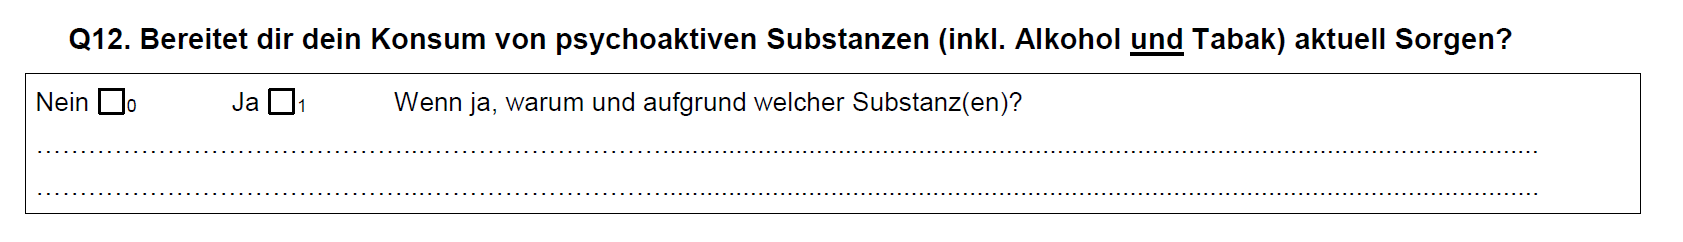 Q12. Bereitet dir dein Konsum von psychoaktiven Substanzen (inkl. Alkohol und Tabak) aktuell Sorgen?
Nein 0 Ja 1 Wenn ja, warum und aufgrund welcher Substanz(en)?